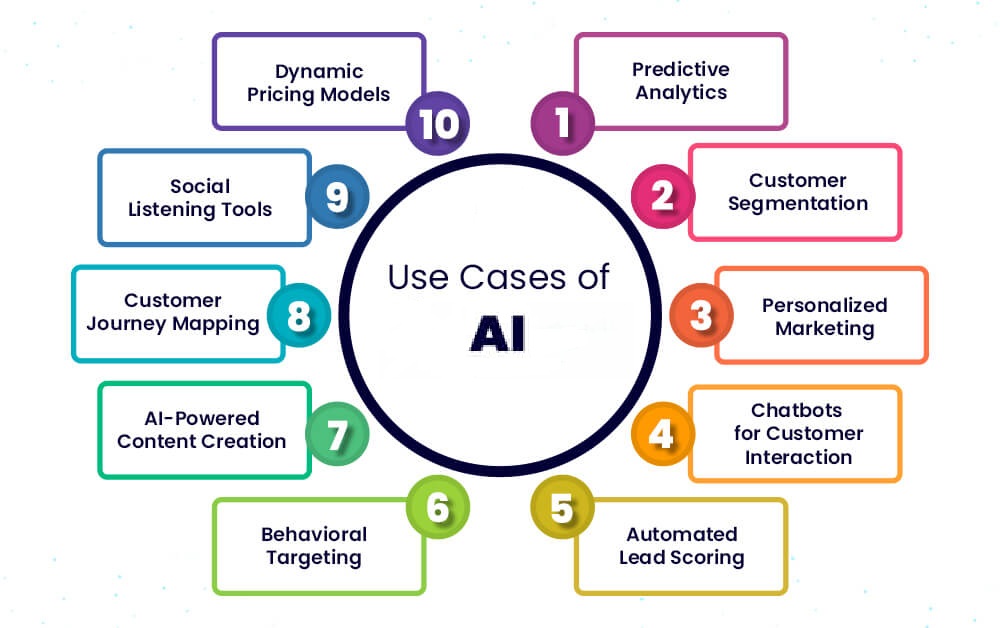 Use Cases of
AI
1
Predictive
Analytics
2
Customer
Segmentation
3
Personalized
Marketing
4
Chatbots
for Customer
Interaction
5
Automated
Lead Scoring
6
Behavioral
Targeting
7
AI-Powered
Content Creation
8
Customer
Journey Mapping
9
Social
Listening Tools
10
Dynamic
Pricing Models